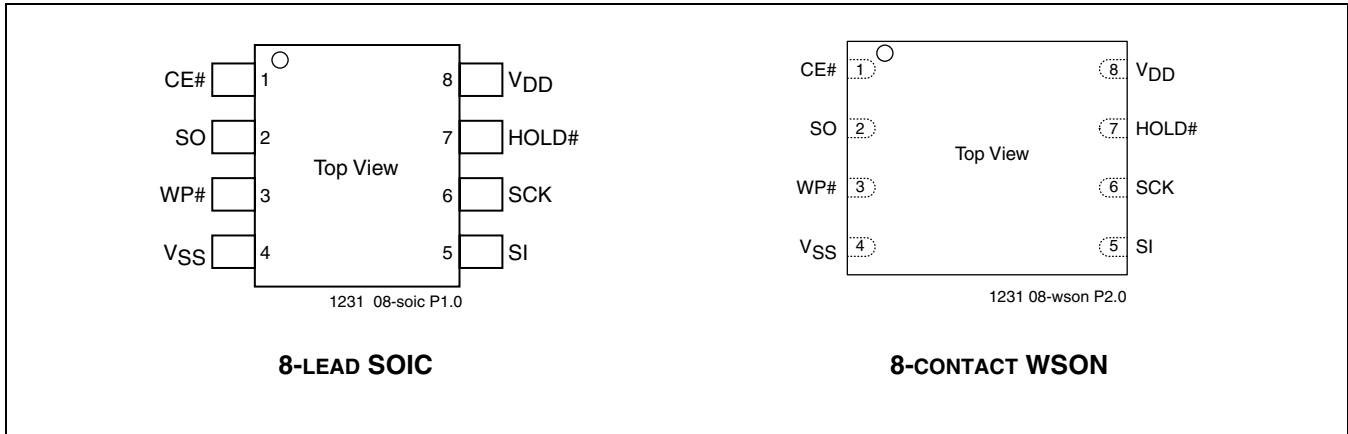 CE# 1 8 VDD
SO 2 7 HOLD#
Top View
WP# 3 6 SCK
VSS 4 5 SI
1231 08-soic P1.0
8-LEAD SOIC
CE# 1 8 VDD
SO 2 7 HOLD#
Top View
WP# 3 6 SCK
VSS 4 5 SI
1231 08-wson P2.0
8-CONTACT WSON